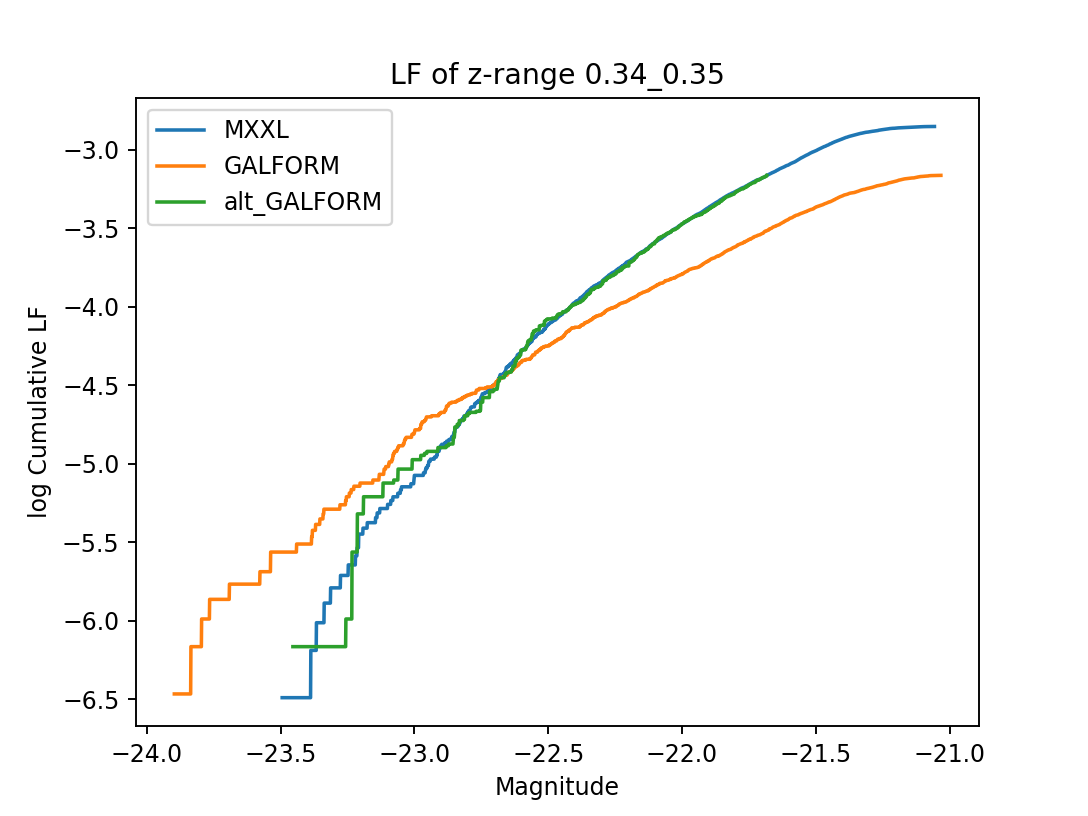 LF of z-range 0.34_0.35
MXXL
GALFORM
alt_GALFORM
log Cumulative LF
−3.0
−3.5
−4.0
−4.5
−5.0
−5.5
−6.0
−6.5
−24.0 −23.5 −23.0 −22.5 −22.0 −21.5 −21.0
Magnitude